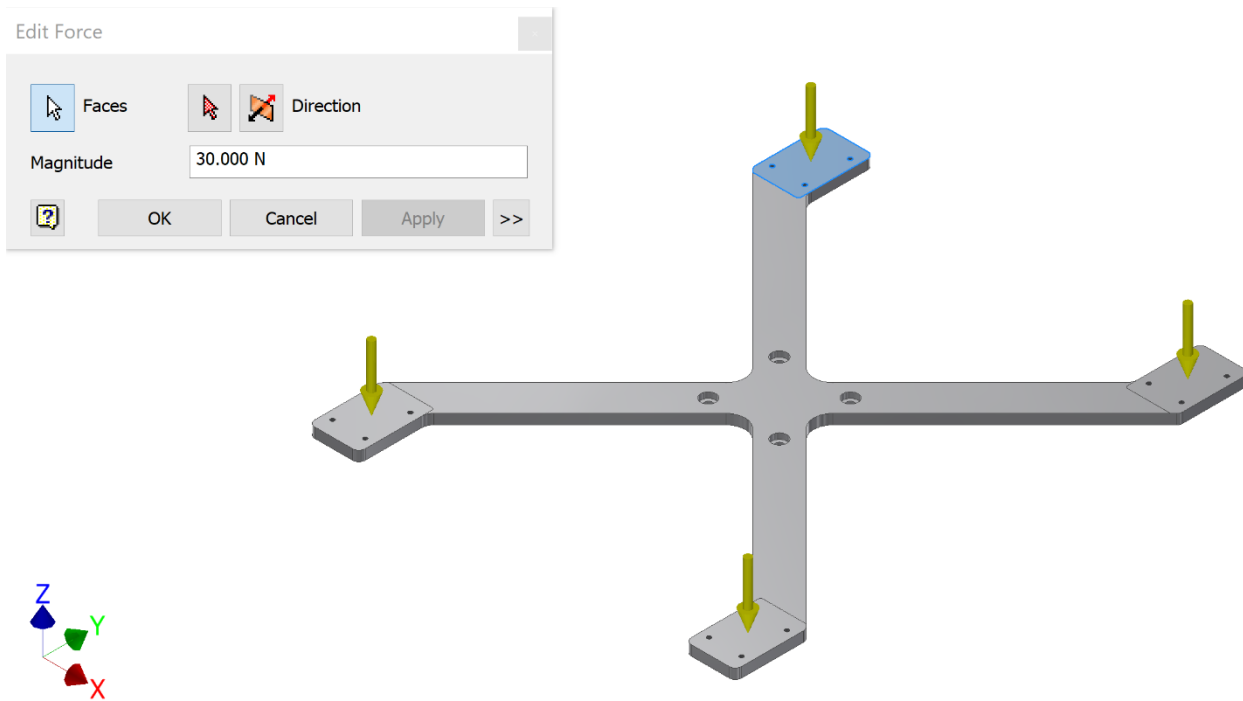 Edit Force
Faces
Direction
Magnitude
30.000 N
?
OK
Cancel
Apply
>>
Z
Y
X